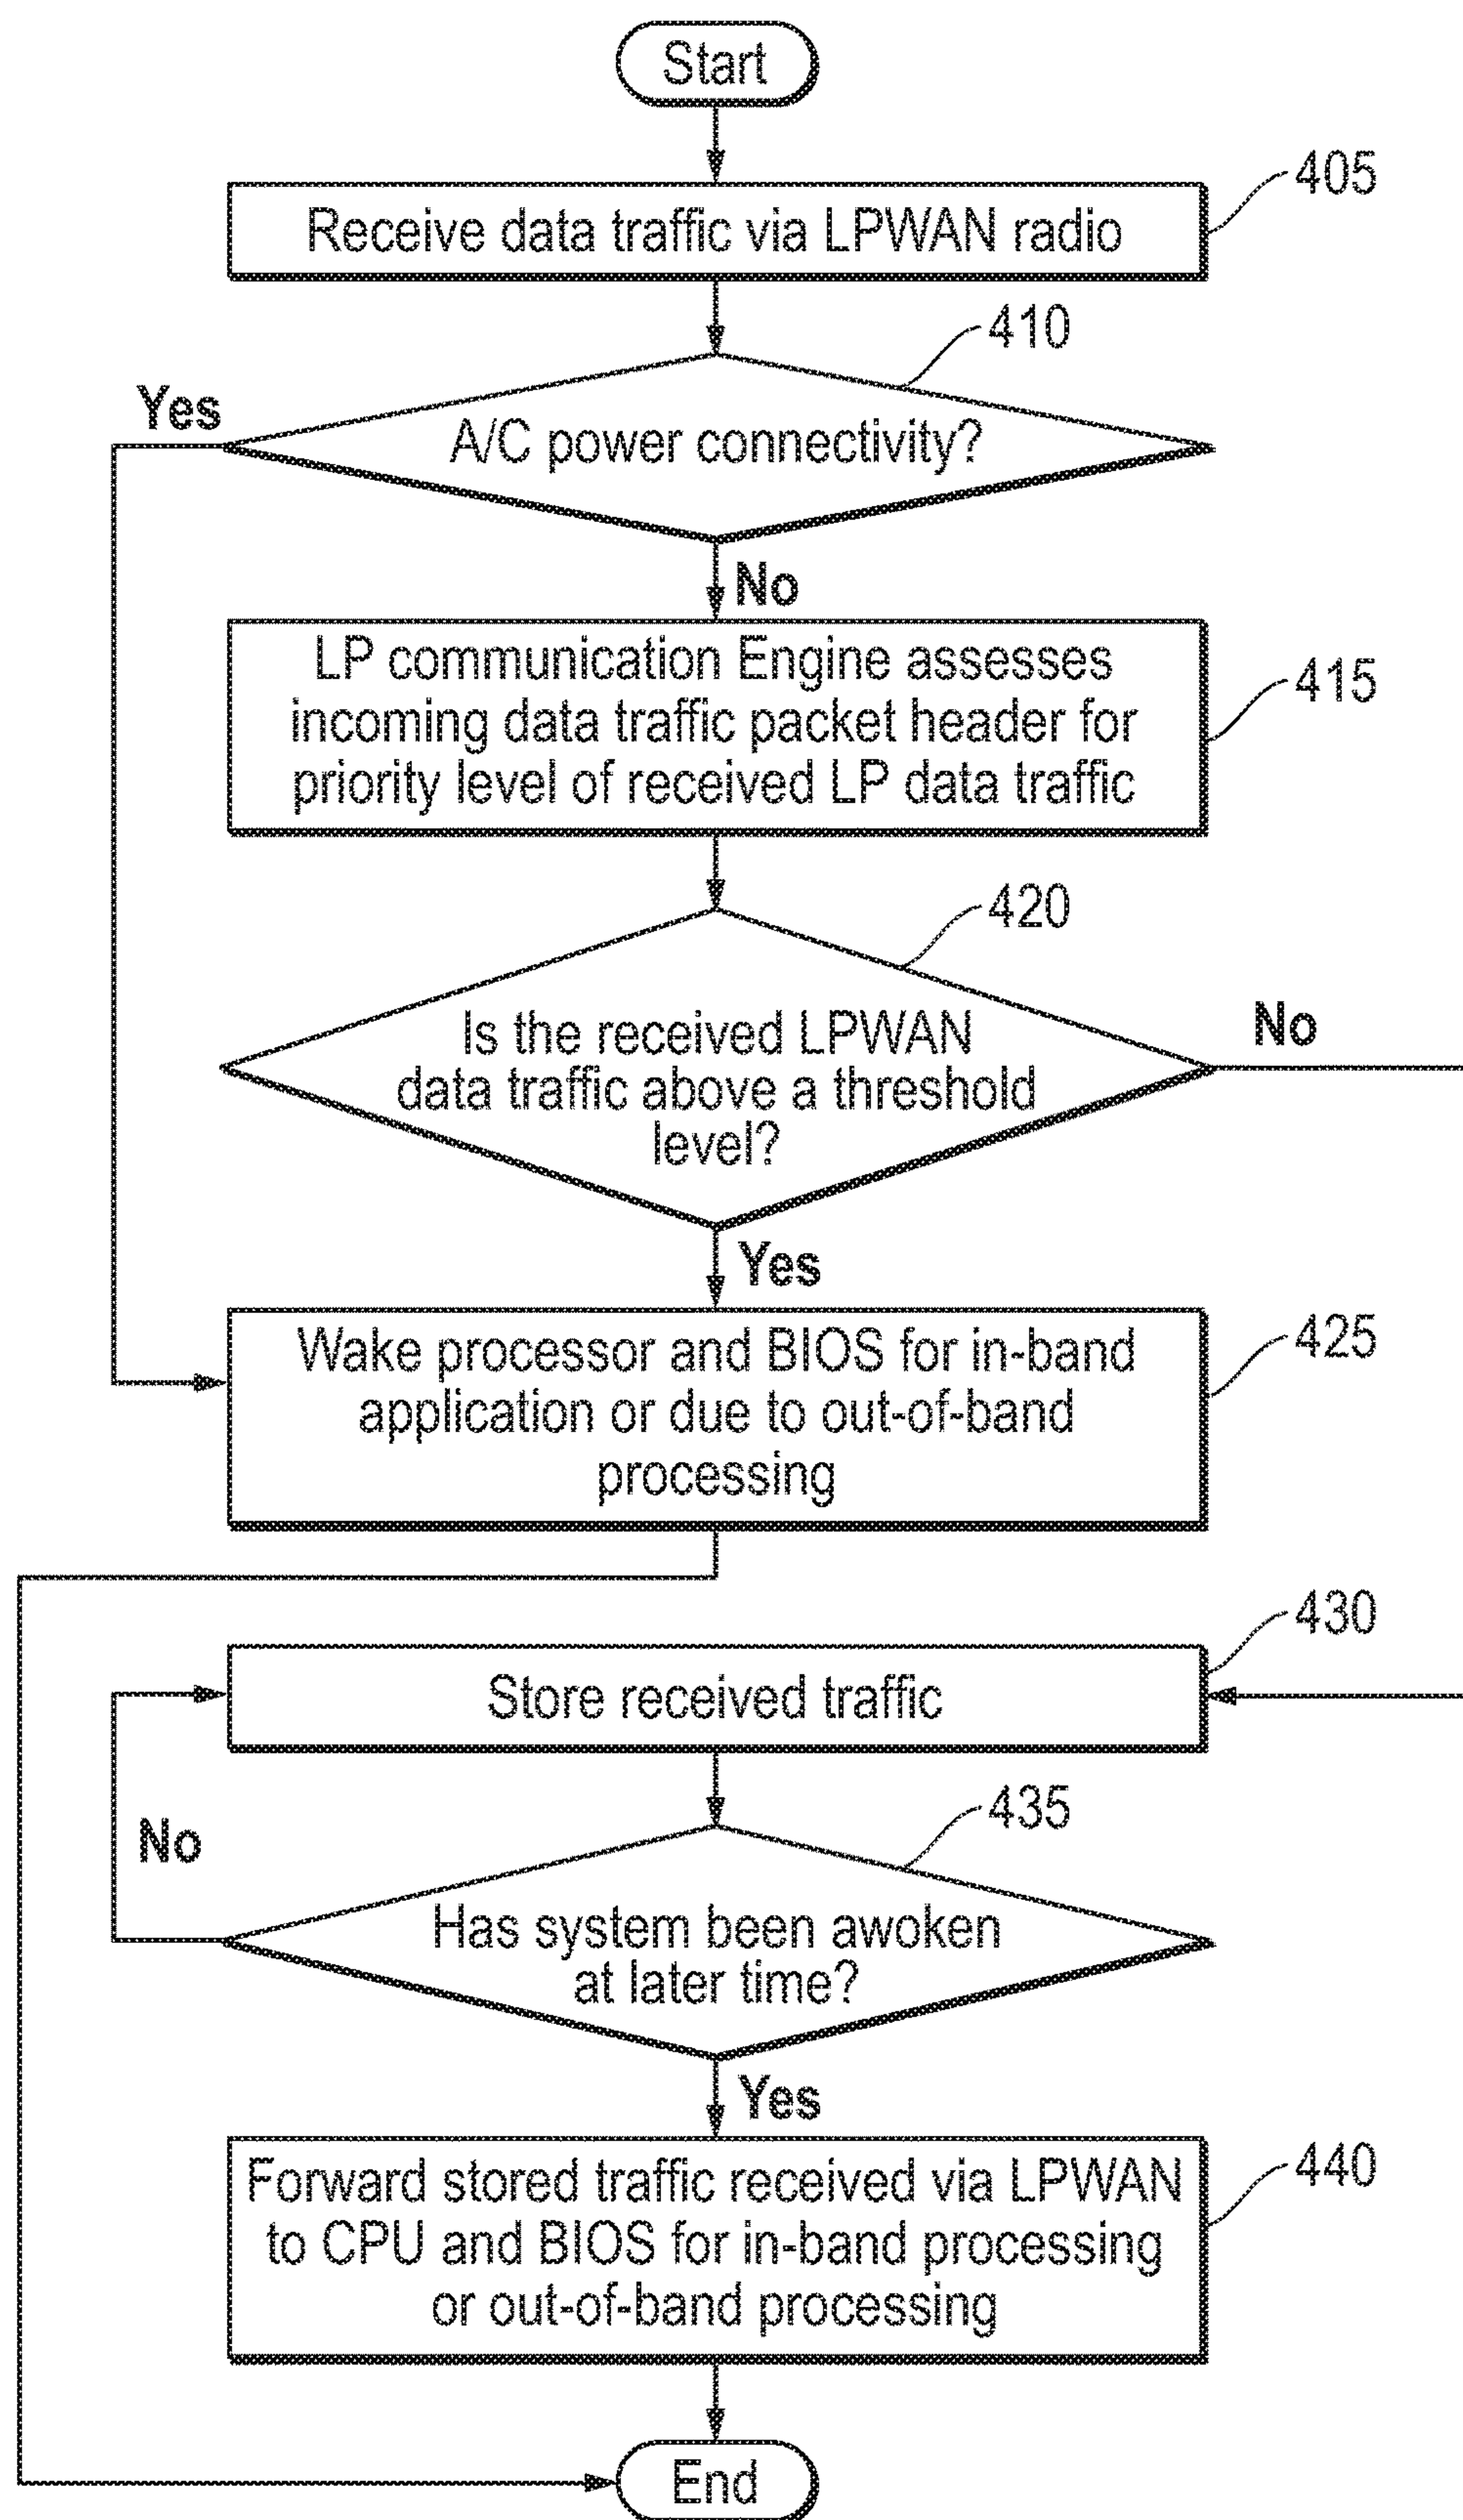 Start
405
Receive data traffic via LPWAN radio
410
Yes
A/C power connectivity?
No
LP communication Engine assesses
incoming data traffic packet header for
priority level of received LP data traffic
415
420
Is the received LPWAN
data traffic above a threshold
level?
No
Yes
Wake processor and BIOS for in-band
application or due to out-of-band
processing
425
430
Store received traffic
435
No
Has system been awoken
at later time?
Yes
Forward stored traffic received via LPWAN
to CPU and BIOS for in-band processing
or out-of-band processing
440
End